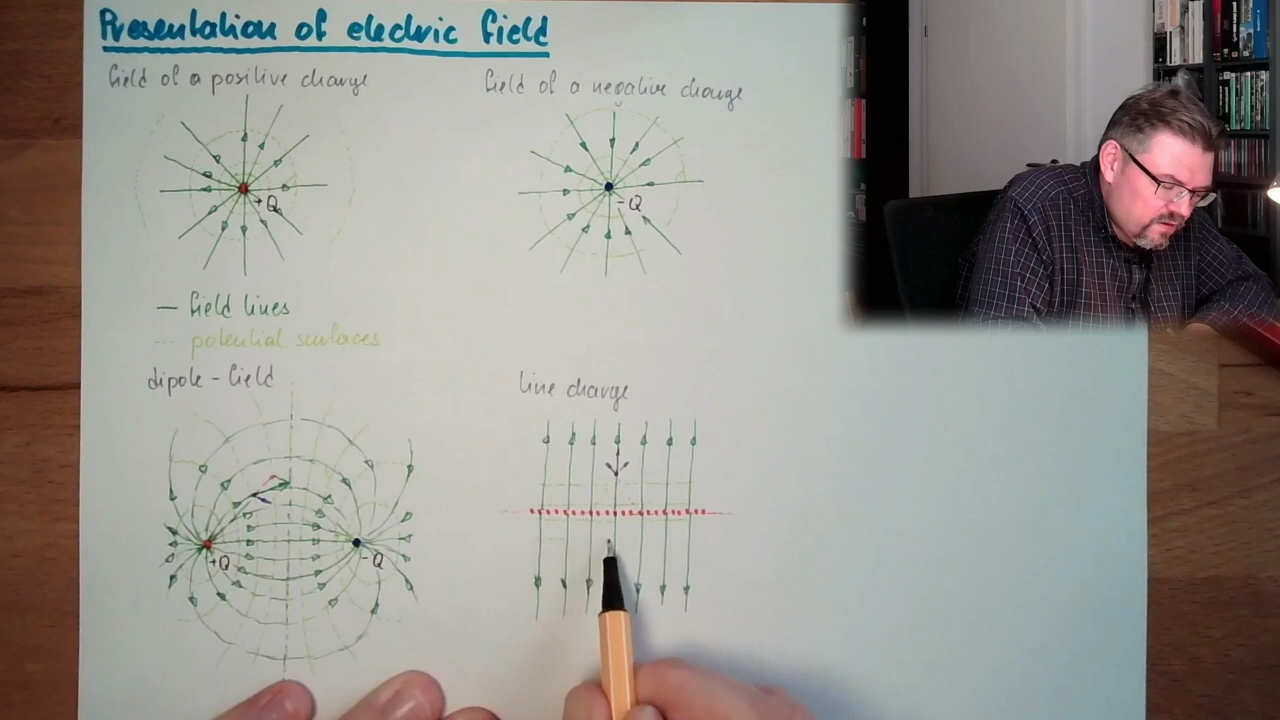 Presentation of electric field
field of a positive charge
field of a negative charge
+Q
-Q
field lines
potential surfaces
dipole-field
line charge
+Q
-Q